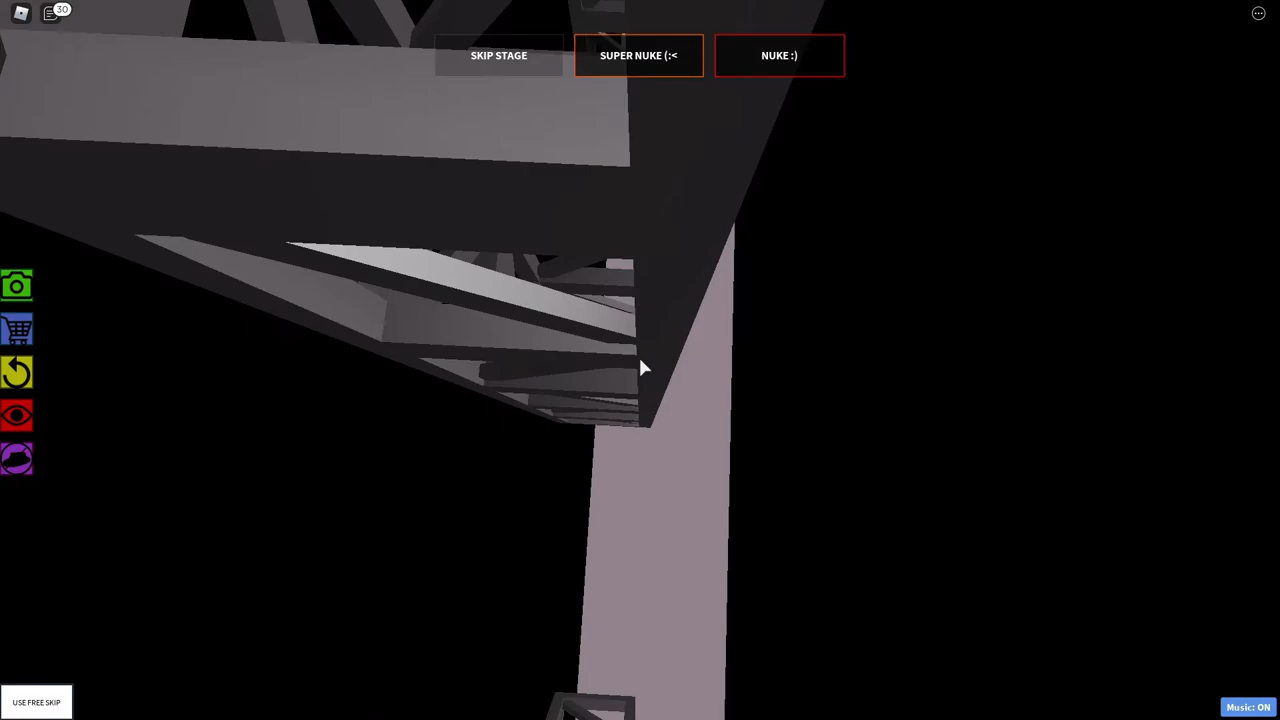 30
SKIP STAGE
SUPER NUKE (:<
NUKE :)
USE FREE SKIP
Music: ON